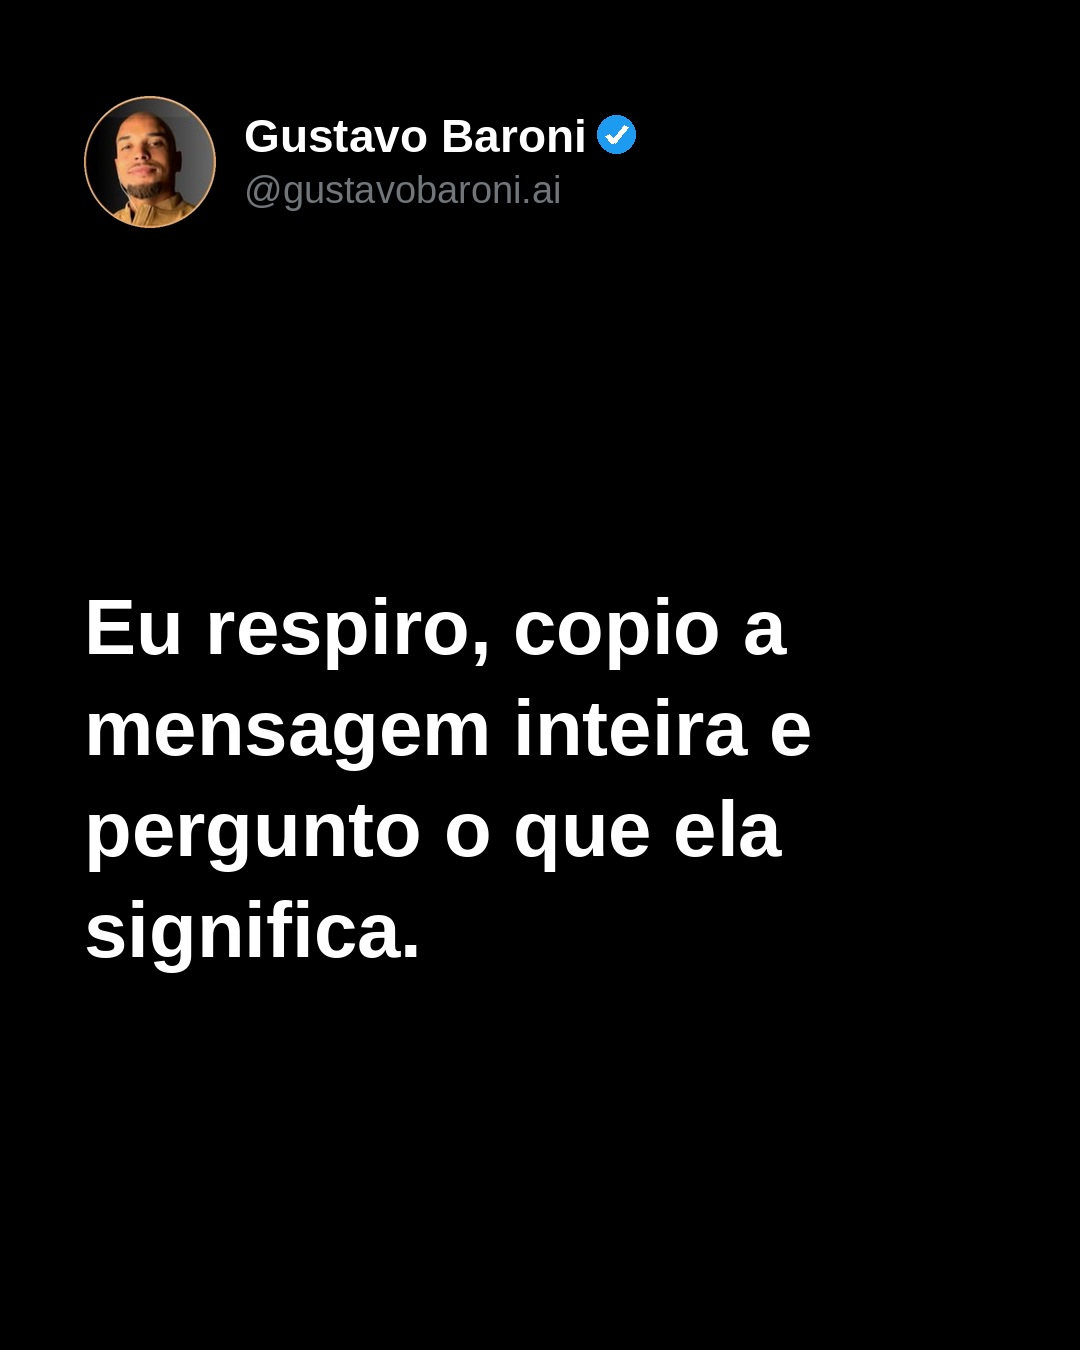 Gustavo Baroni
@gustavobaroni.ai
Eu respiro, copio a
mensagem inteira e
pergunto o que ela
significa.